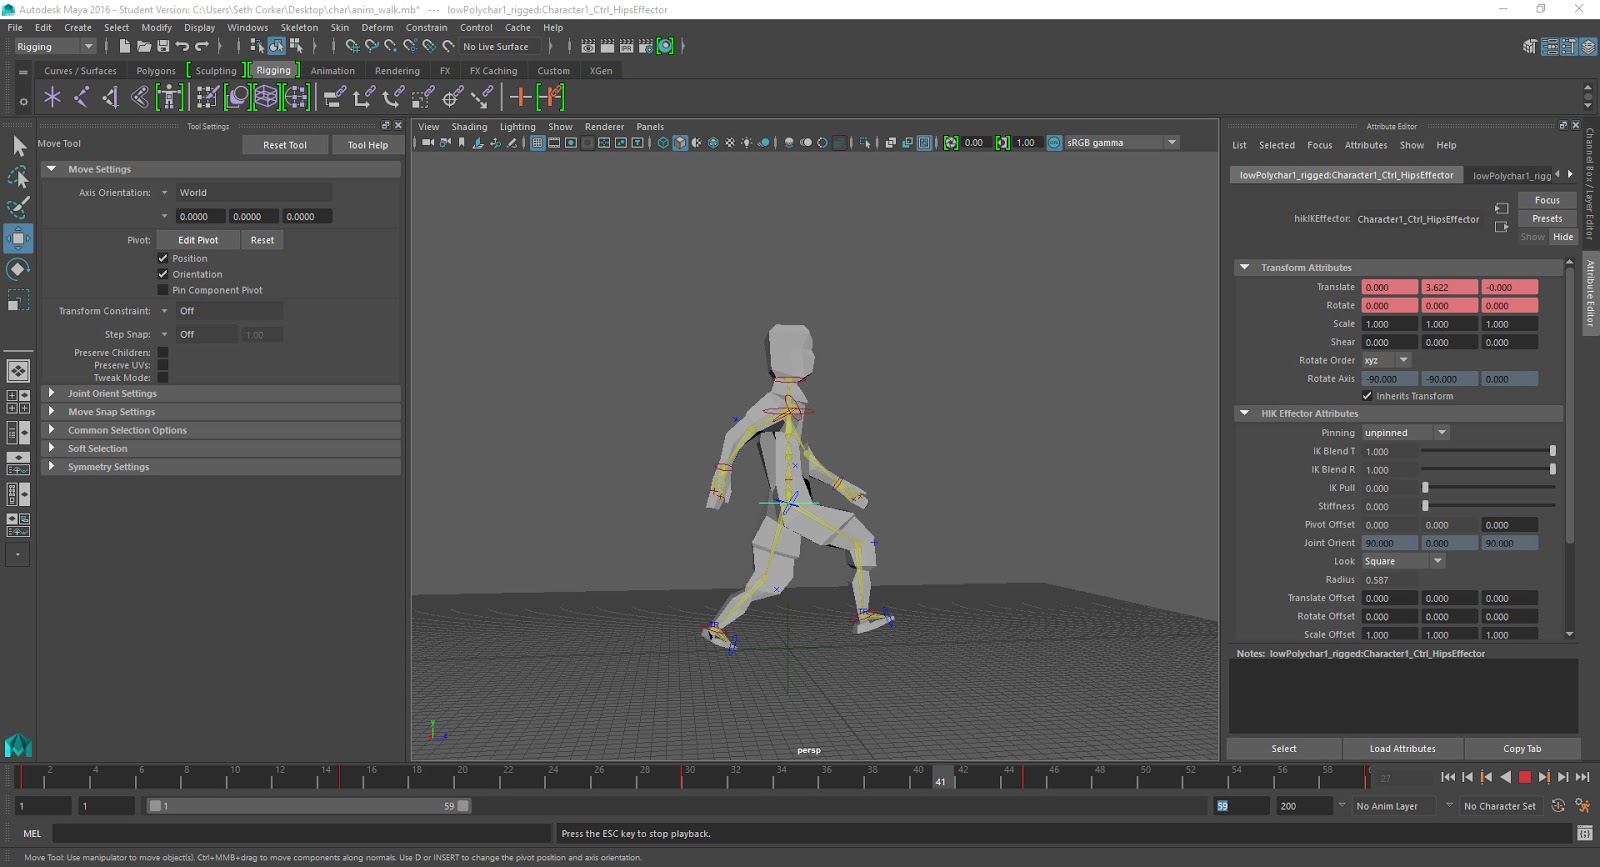 Autodesk Maya 2016 - Student Version: C:\Users\Seth Corker\Desktop\char\anim_walk.mb* --- lowPolychar1_rigged:Character1_Ctrl_HipsEffector
File Edit Create Select Modify Display Windows Skeleton Skin Deform Constrain Control Cache Help
Rigging No Live Surface
Curves / Surfaces Polygons Sculpting Rigging Animation Rendering FX FX Caching Custom XGen
Tool Settings
Move Tool Reset Tool Tool Help
Move Settings
Axis Orientation: World
0.0000 0.0000 0.0000
Pivot: Edit Pivot Reset
Position
Orientation
Pin Component Pivot
Transform Constraint: Off
Step Snap: Off 1.00
Preserve Children:
Preserve UVs:
Tweak Mode:
Joint Orient Settings
Move Snap Settings
Common Selection Options
Soft Selection
Symmetry Settings
View Shading Lighting Show Renderer Panels
0.00 1.00 sRGB gamma
persp
Attribute Editor
List Selected Focus Attributes Show Help
lowPolychar1_rigged:Character1_Ctrl_HipsEffector lowPolychar1_rigg
Focus
hikIKEffector: Character1_Ctrl_HipsEffector Presets
Show Hide
Transform Attributes
Translate 0.000 3.622 -0.000
Rotate 0.000 0.000 0.000
Scale 1.000 1.000 1.000
Shear 0.000 0.000 0.000
Rotate Order xyz
Rotate Axis -90.000 -90.000 0.000
Inherits Transform
HIK Effector Attributes
Pinning unpinned
IK Blend T 1.000
IK Blend R 1.000
IK Pull 0.000
Stiffness 0.000
Pivot Offset 0.000 0.000 0.000
Joint Orient 90.000 0.000 90.000
Look Square
Radius 0.587
Translate Offset 0.000 0.000 0.000
Rotate Offset 0.000 0.000 0.000
Scale Offset 1.000 1.000 1.000
Notes: lowPolychar1_rigged:Character1_Ctrl_HipsEffector
Select Load Attributes Copy Tab
Channel Box / Layer Editor
Attribute Editor
2 4 6 8 10 12 14 16 18 20 22 24 26 28 30 32 34 36 38 40 41 42 44 46 48 50 52 54 56 58 6 27
1 1 1 59 59 200 No Anim Layer No Character Set
MEL Press the ESC key to stop playback.
Move Tool: Use manipulator to move object(s). Ctrl+MMB+drag to move components along normals. Use D or INSERT to change the pivot position and axis orientation.